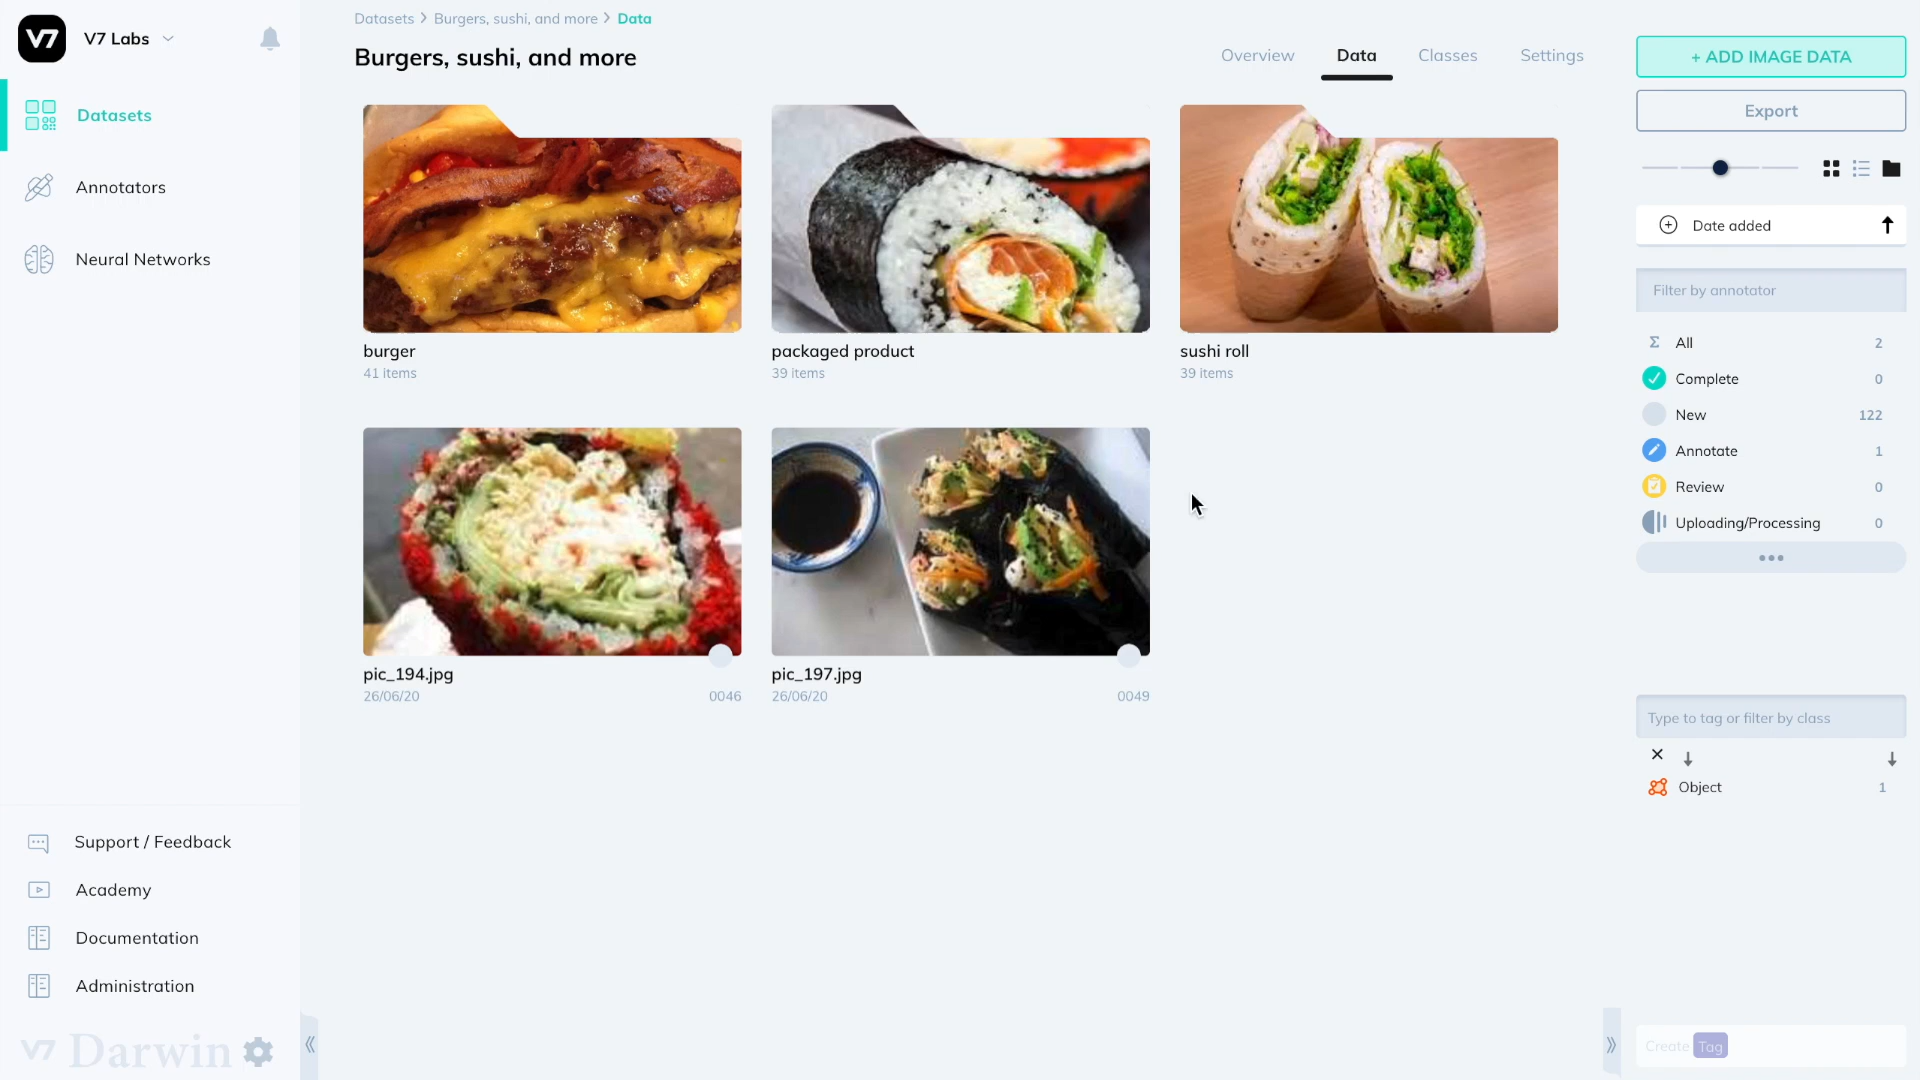 V7 V7 Labs
Datasets
Annotators
Neural Networks
Support / Feedback
Academy
Documentation
Administration
V7 Darwin
Datasets > Burgers, sushi, and more > Data
Burgers, sushi, and more
Overview Data Classes Settings
burger
41 items
packaged product
39 items
sushi roll
39 items
pic_194.jpg
26/06/20 0046
pic_197.jpg
26/06/20 0049
+ ADD IMAGE DATA
Export
Date added
Filter by annotator
Σ All 2
Complete 0
New 122
Annotate 1
Review 0
Uploading/Processing 0
Type to tag or filter by class
Object 1
Create Tag